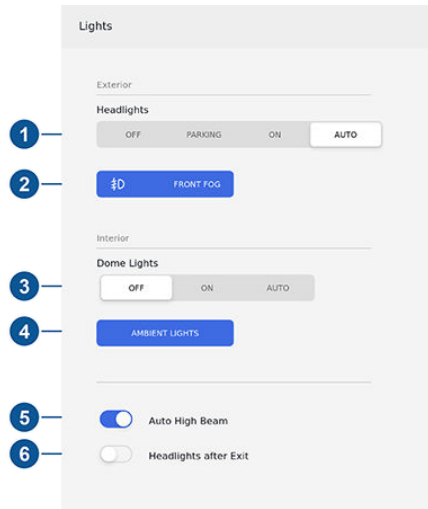 Lights
Exterior
Headlights
1 OFF PARKING ON AUTO
2 FRONT FOG
Interior
Dome Lights
3 OFF ON AUTO
4 AMBIENT LIGHTS
5 Auto High Beam
6 Headlights after Exit